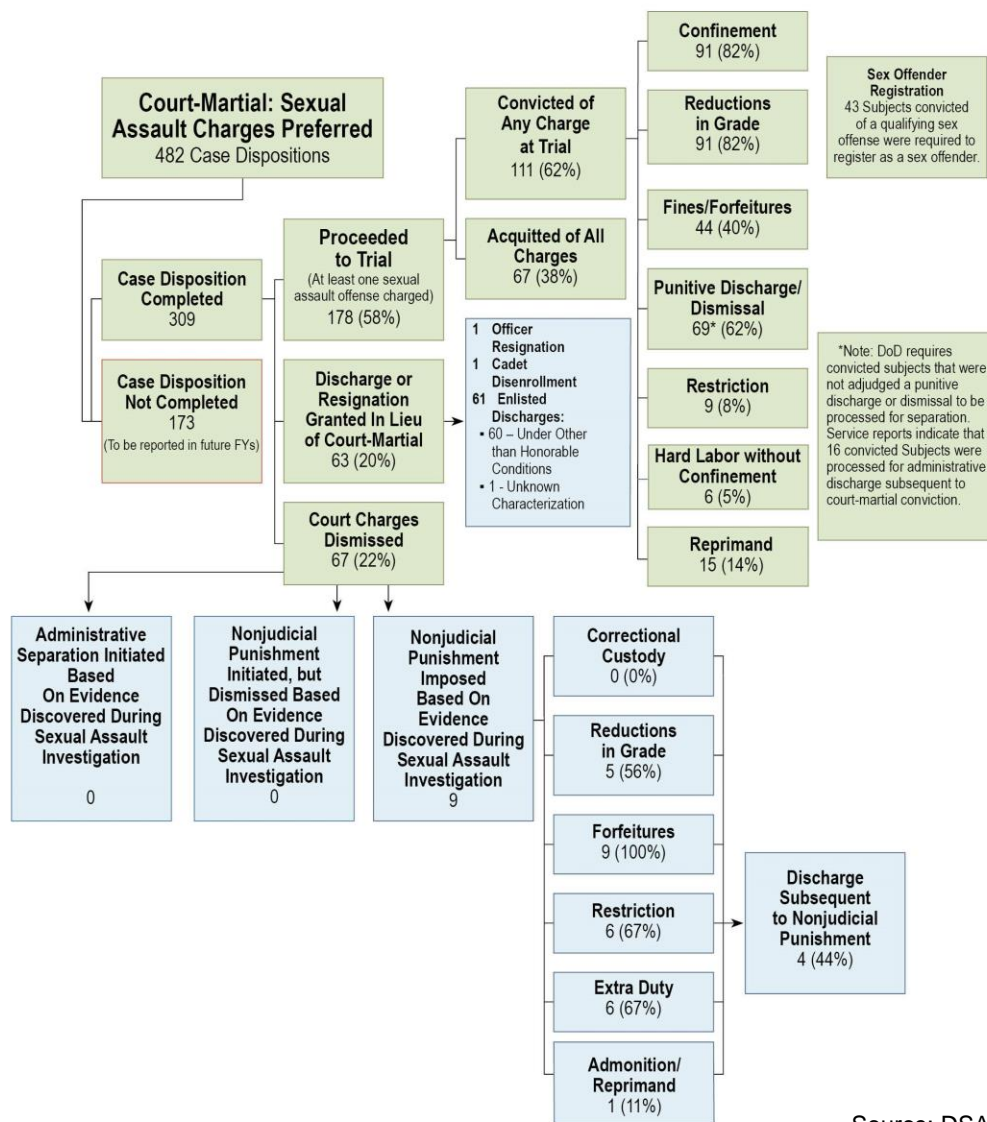 Court-Martial: Sexual
Assault Charges Preferred
482 Case Dispositions
Case Disposition
Completed
309
Case Disposition
Not Completed
173
(To be reported in future FYs)
Proceeded
to Trial
(At least one sexual
assault offense charged)
178 (58%)
Discharge or
Resignation
Granted In Lieu
of Court-Martial
63 (20%)
Court Charges
Dismissed
67 (22%)
Convicted of
Any Charge
at Trial
111 (62%)
Acquitted of All
Charges
67 (38%)
1 Officer
Resignation
1 Cadet
Disenrollment
61 Enlisted
Discharges:
▪ 60 – Under Other
than Honorable
Conditions
▪ 1 - Unknown
Characterization
Confinement
91 (82%)
Reductions
in Grade
91 (82%)
Fines/Forfeitures
44 (40%)
Punitive Discharge/
Dismissal
69* (62%)
Restriction
9 (8%)
Hard Labor without
Confinement
6 (5%)
Reprimand
15 (14%)
Sex Offender
Registration
43 Subjects convicted
of a qualifying sex
offense were required to
register as a sex offender.
*Note: DoD requires
convicted subjects that were
not adjudged a punitive
discharge or dismissal to be
processed for separation.
Service reports indicate that
16 convicted Subjects were
processed for administrative
discharge subsequent to
court-martial conviction.
Administrative
Separation Initiated
Based
On Evidence
Discovered During
Sexual Assault
Investigation
0
Nonjudicial
Punishment
Initiated, but
Dismissed Based
On Evidence
Discovered During
Sexual Assault
Investigation
0
Nonjudicial
Punishment
Imposed
Based On
Evidence
Discovered During
Sexual Assault
Investigation
9
Correctional
Custody
0 (0%)
Reductions in
Grade
5 (56%)
Forfeitures
9 (100%)
Restriction
6 (67%)
Extra Duty
6 (67%)
Admonition/
Reprimand
1 (11%)
Discharge
Subsequent
to Nonjudicial
Punishment
4 (44%)